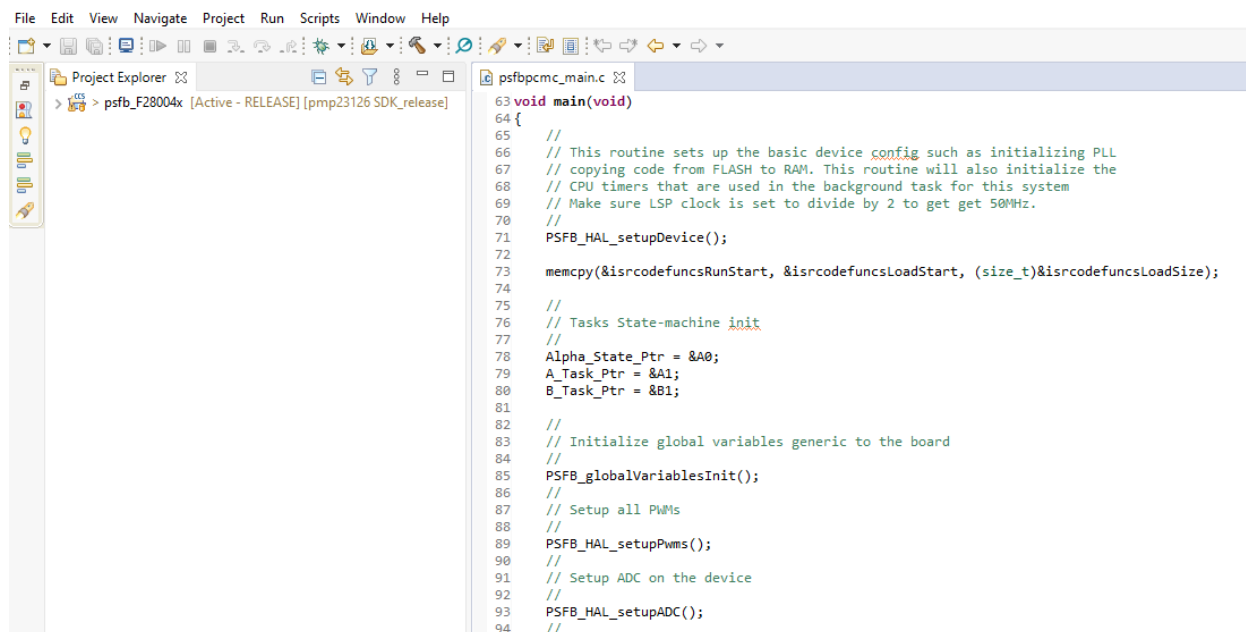 File Edit View Navigate Project Run Scripts Window Help
Project Explorer
> psfb_F28004x [Active - RELEASE] [pmp23126 SDK_release]
psfbpcmc_main.c
63 void main(void)
64 {
65 //
66 // This routine sets up the basic device config such as initializing PLL
67 // copying code from FLASH to RAM. This routine will also initialize the
68 // CPU timers that are used in the background task for this system
69 // Make sure LSP clock is set to divide by 2 to get get 50MHz.
70 //
71 PSFB_HAL_setupDevice();
72
73 memcpy(&isrcodefuncsRunStart, &isrcodefuncsLoadStart, (size_t)&isrcodefuncsLoadSize);
74
75 //
76 // Tasks State-machine init
77 //
78 Alpha_State_Ptr = &A0;
79 A_Task_Ptr = &A1;
80 B_Task_Ptr = &B1;
81
82 //
83 // Initialize global variables generic to the board
84 //
85 PSFB_globalVariablesInit();
86 //
87 // Setup all PWMs
88 //
89 PSFB_HAL_setupPwms();
90 //
91 // Setup ADC on the device
92 //
93 PSFB_HAL_setupADC();
94 //